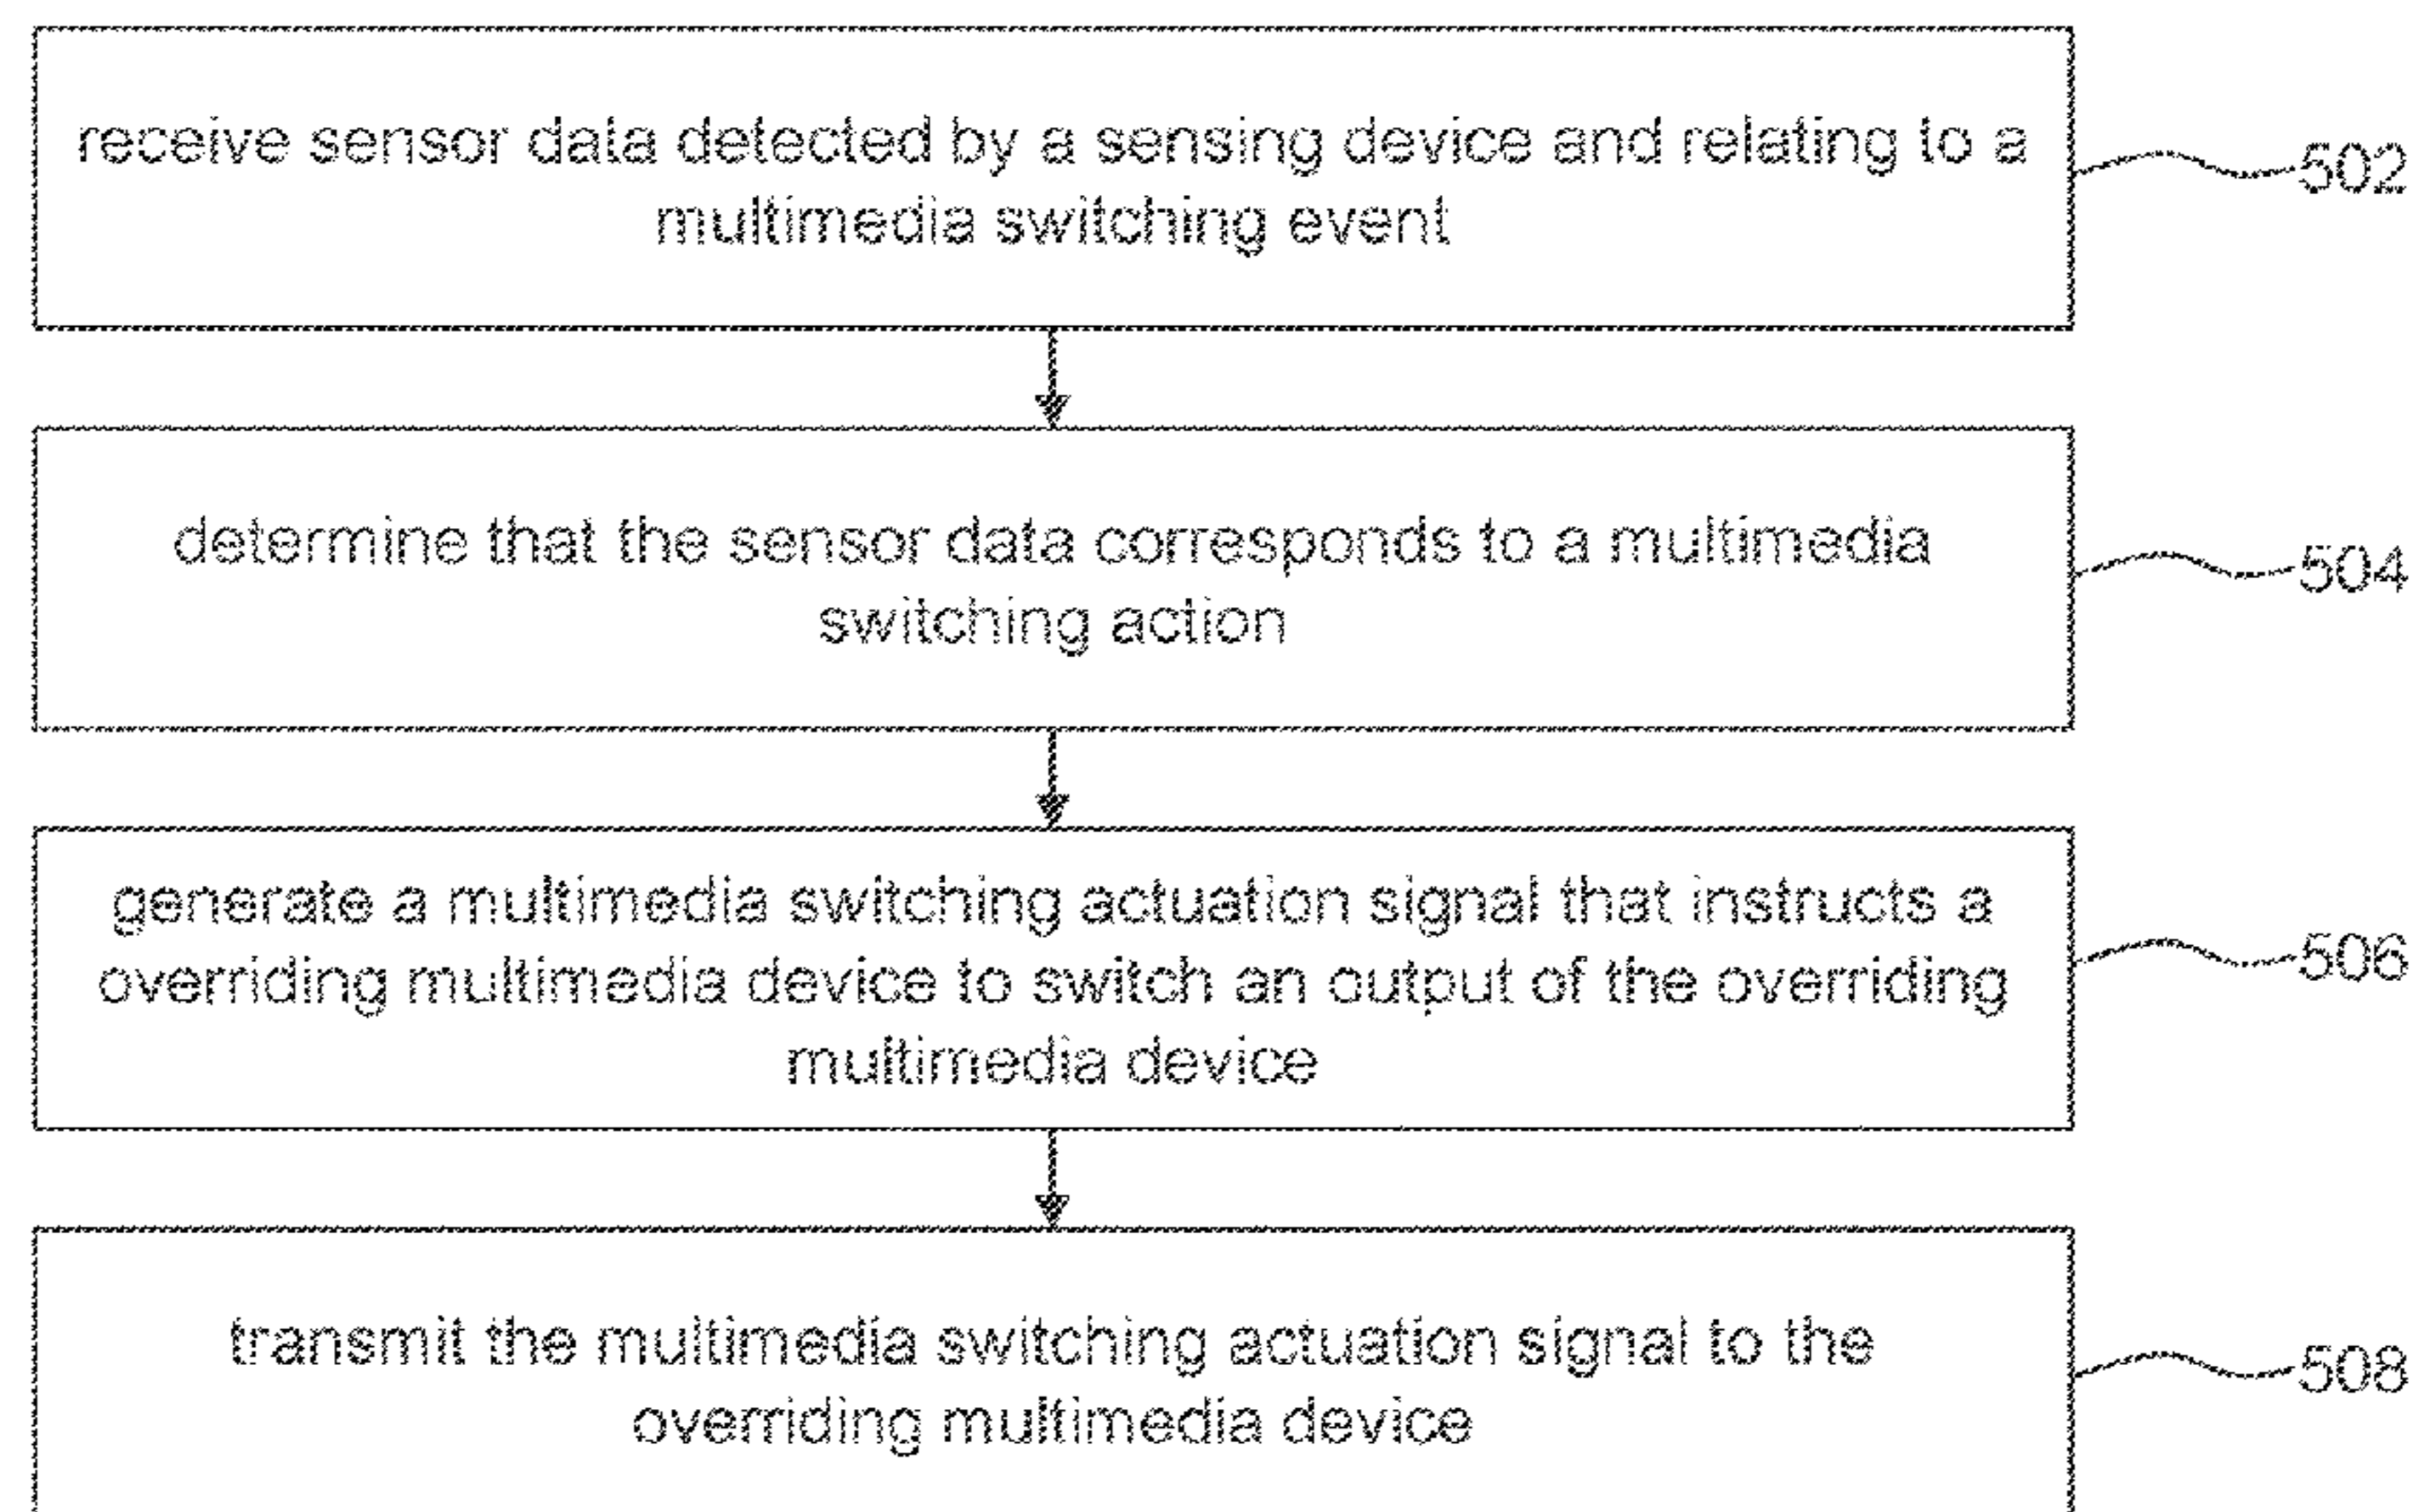 receive sensor data detected by a sensing device and relating to a
multimedia switching event
502
determine that the sensor data corresponds to a multimedia
switching action
504
generate a multimedia switching actuation signal that instructs a
overriding multimedia device to switch an output of the overriding
multimedia device
506
transmit the multimedia switching actuation signal to the
overriding multimedia device
508